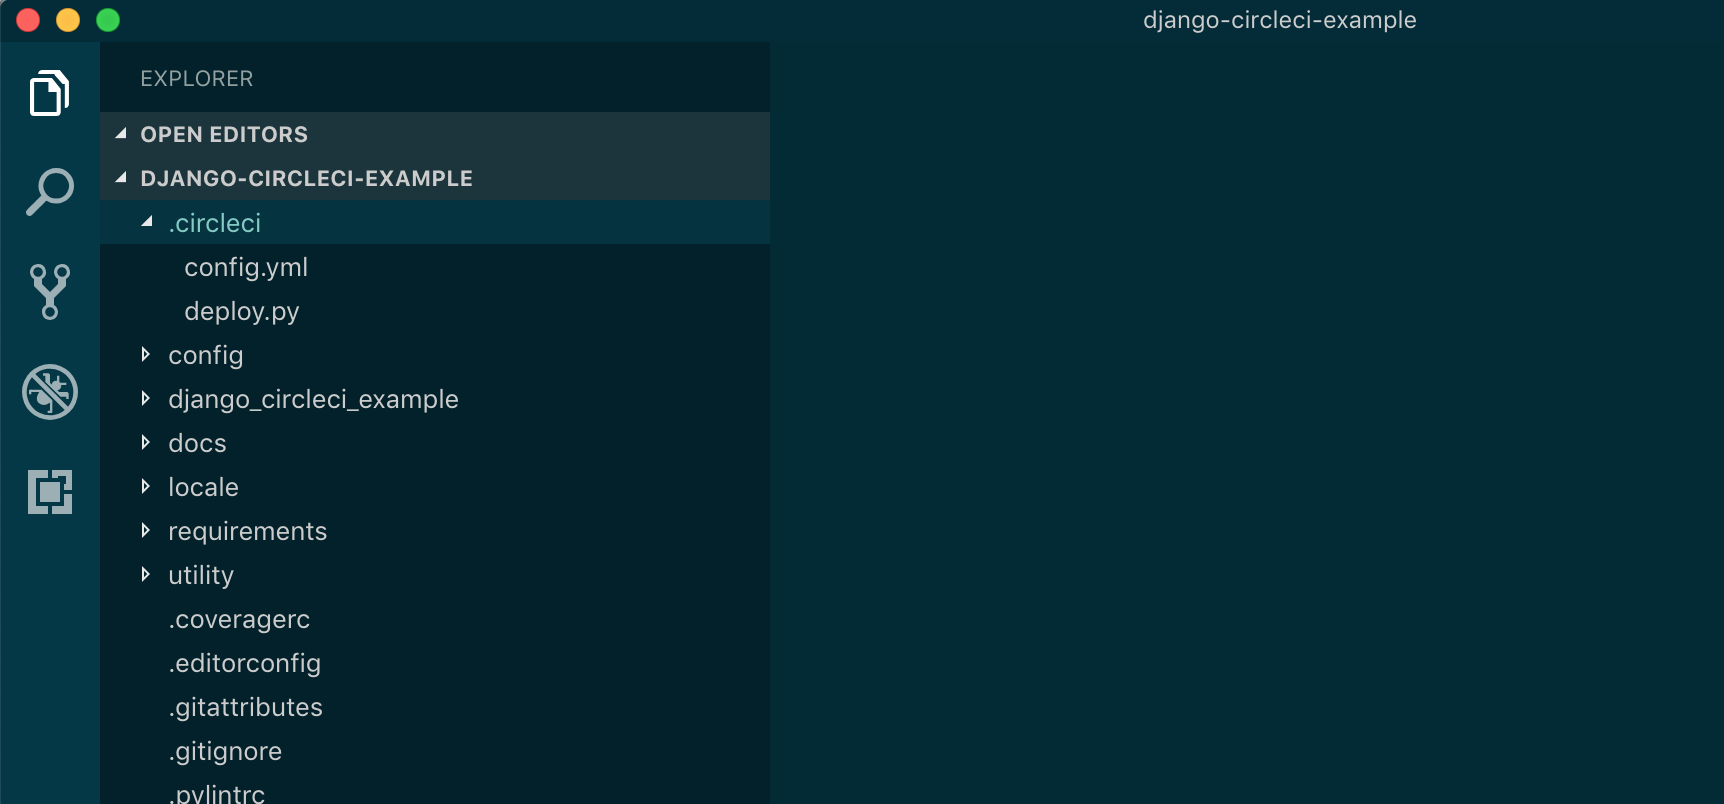 django-circleci-example
EXPLORER
OPEN EDITORS
DJANGO-CIRCLECI-EXAMPLE
.circleci
config.yml
deploy.py
config
django_circleci_example
docs
locale
requirements
utility
.coveragerc
.editorconfig
.gitattributes
.gitignore
.pylintrc